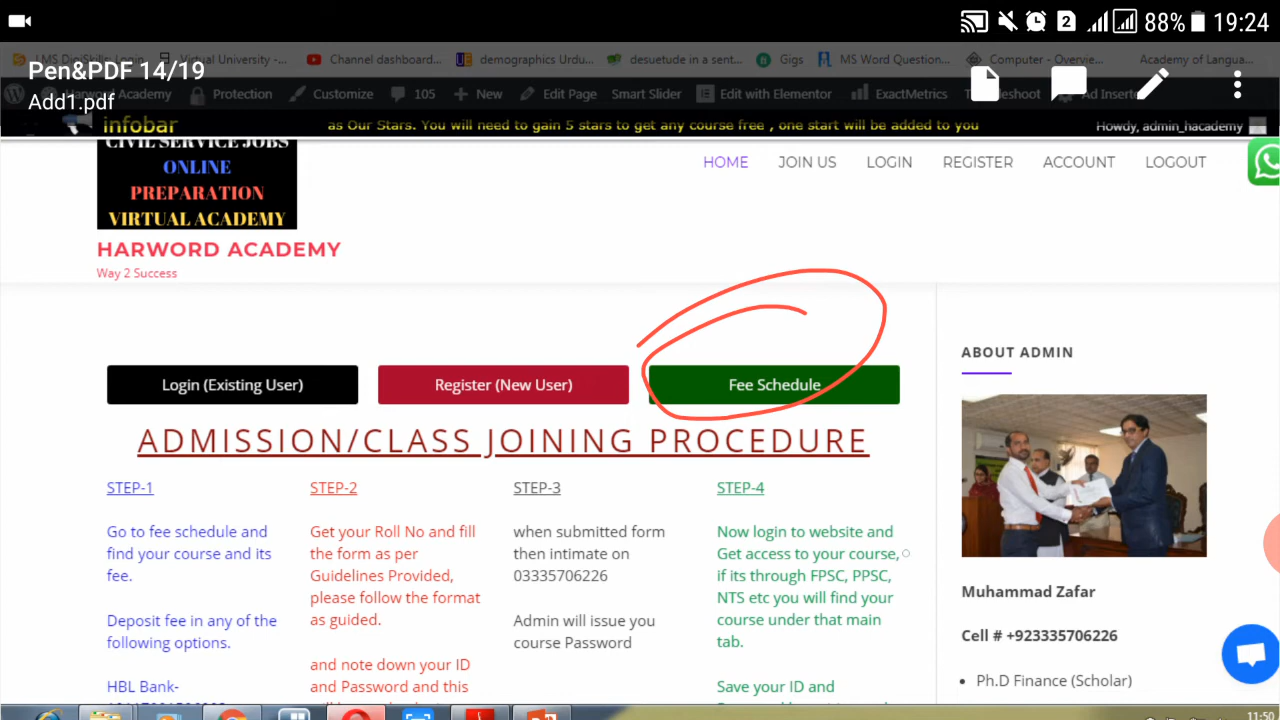 88% 19:24
2
LMS DigiSkills: Login
Virtual University -...
Channel dashboard...
demographics Urdu...
desuetude in a sent...
Gigs
MS Word Question...
Computer - Overvie...
Academy of Langua...
Pen&PDF 14/19
Add1.pdf
Academy
Protection
Customize
105
New
Edit Page
Smart Slider
Edit with Elementor
ExactMetrics
Ad Inserte
infobar
as Our Stars. You will need to gain 5 stars to get any course free , one start will be added to you
Howdy, admin_hacademy
CIVIL SERVICE JOBS
ONLINE
PREPARATION
VIRTUAL ACADEMY
HARWORD ACADEMY
Way 2 Success
HOME
JOIN US
LOGIN
REGISTER
ACCOUNT
LOGOUT
Login (Existing User)
Register (New User)
Fee Schedule
ADMISSION/CLASS JOINING PROCEDURE
STEP-1
Go to fee schedule and
find your course and its
fee.
Deposit fee in any of the
following options.
HBL Bank-
STEP-2
Get your Roll No and fill
the form as per
Guidelines Provided,
please follow the format
as guided.
and note down your ID
and Password and this
STEP-3
when submitted form
then intimate on
03335706226
Admin will issue you
course Password
STEP-4
Now login to website and
Get access to your course,
if its through FPSC, PPSC,
NTS etc you will find your
course under that main
tab.
Save your ID and
ABOUT ADMIN
Muhammad Zafar
Cell # +923335706226
Ph.D Finance (Scholar)
11:50